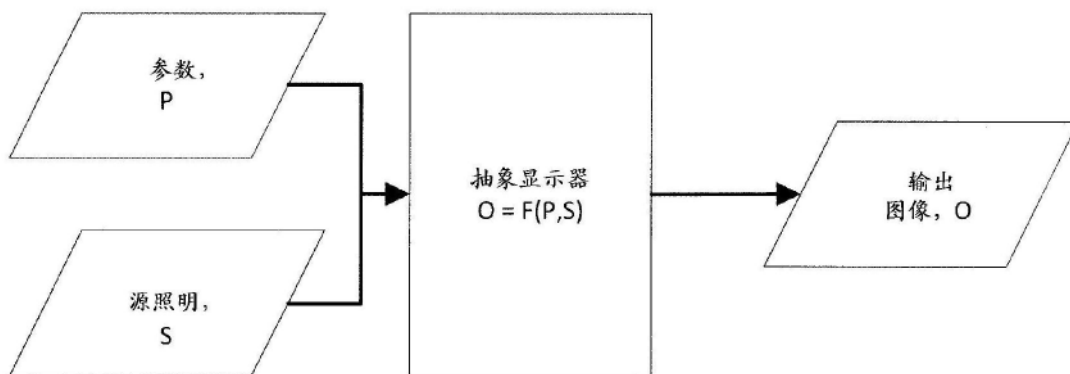 参数，
P
源照明，
S
抽象显示器
O = F(P,S)
输出
图像，O